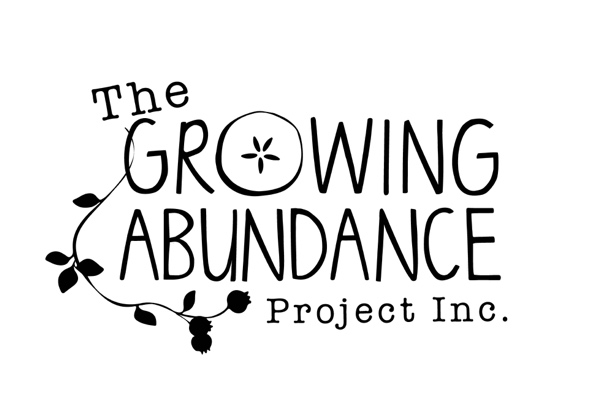 The
GROWING
ABUNDANCE
Project Inc.